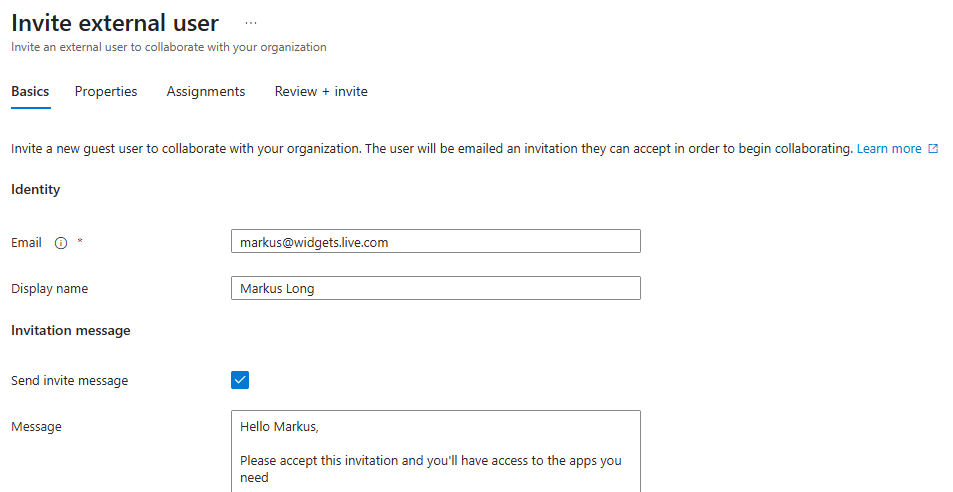 Invite external user ...
Invite an external user to collaborate with your organization
Basics Properties Assignments Review + invite
Invite a new guest user to collaborate with your organization. The user will be emailed an invitation they can accept in order to begin collaborating. Learn more
Identity
Email * markus@widgets.live.com
Display name Markus Long
Invitation message
Send invite message
Message Hello Markus,
Please accept this invitation and you'll have access to the apps you
need